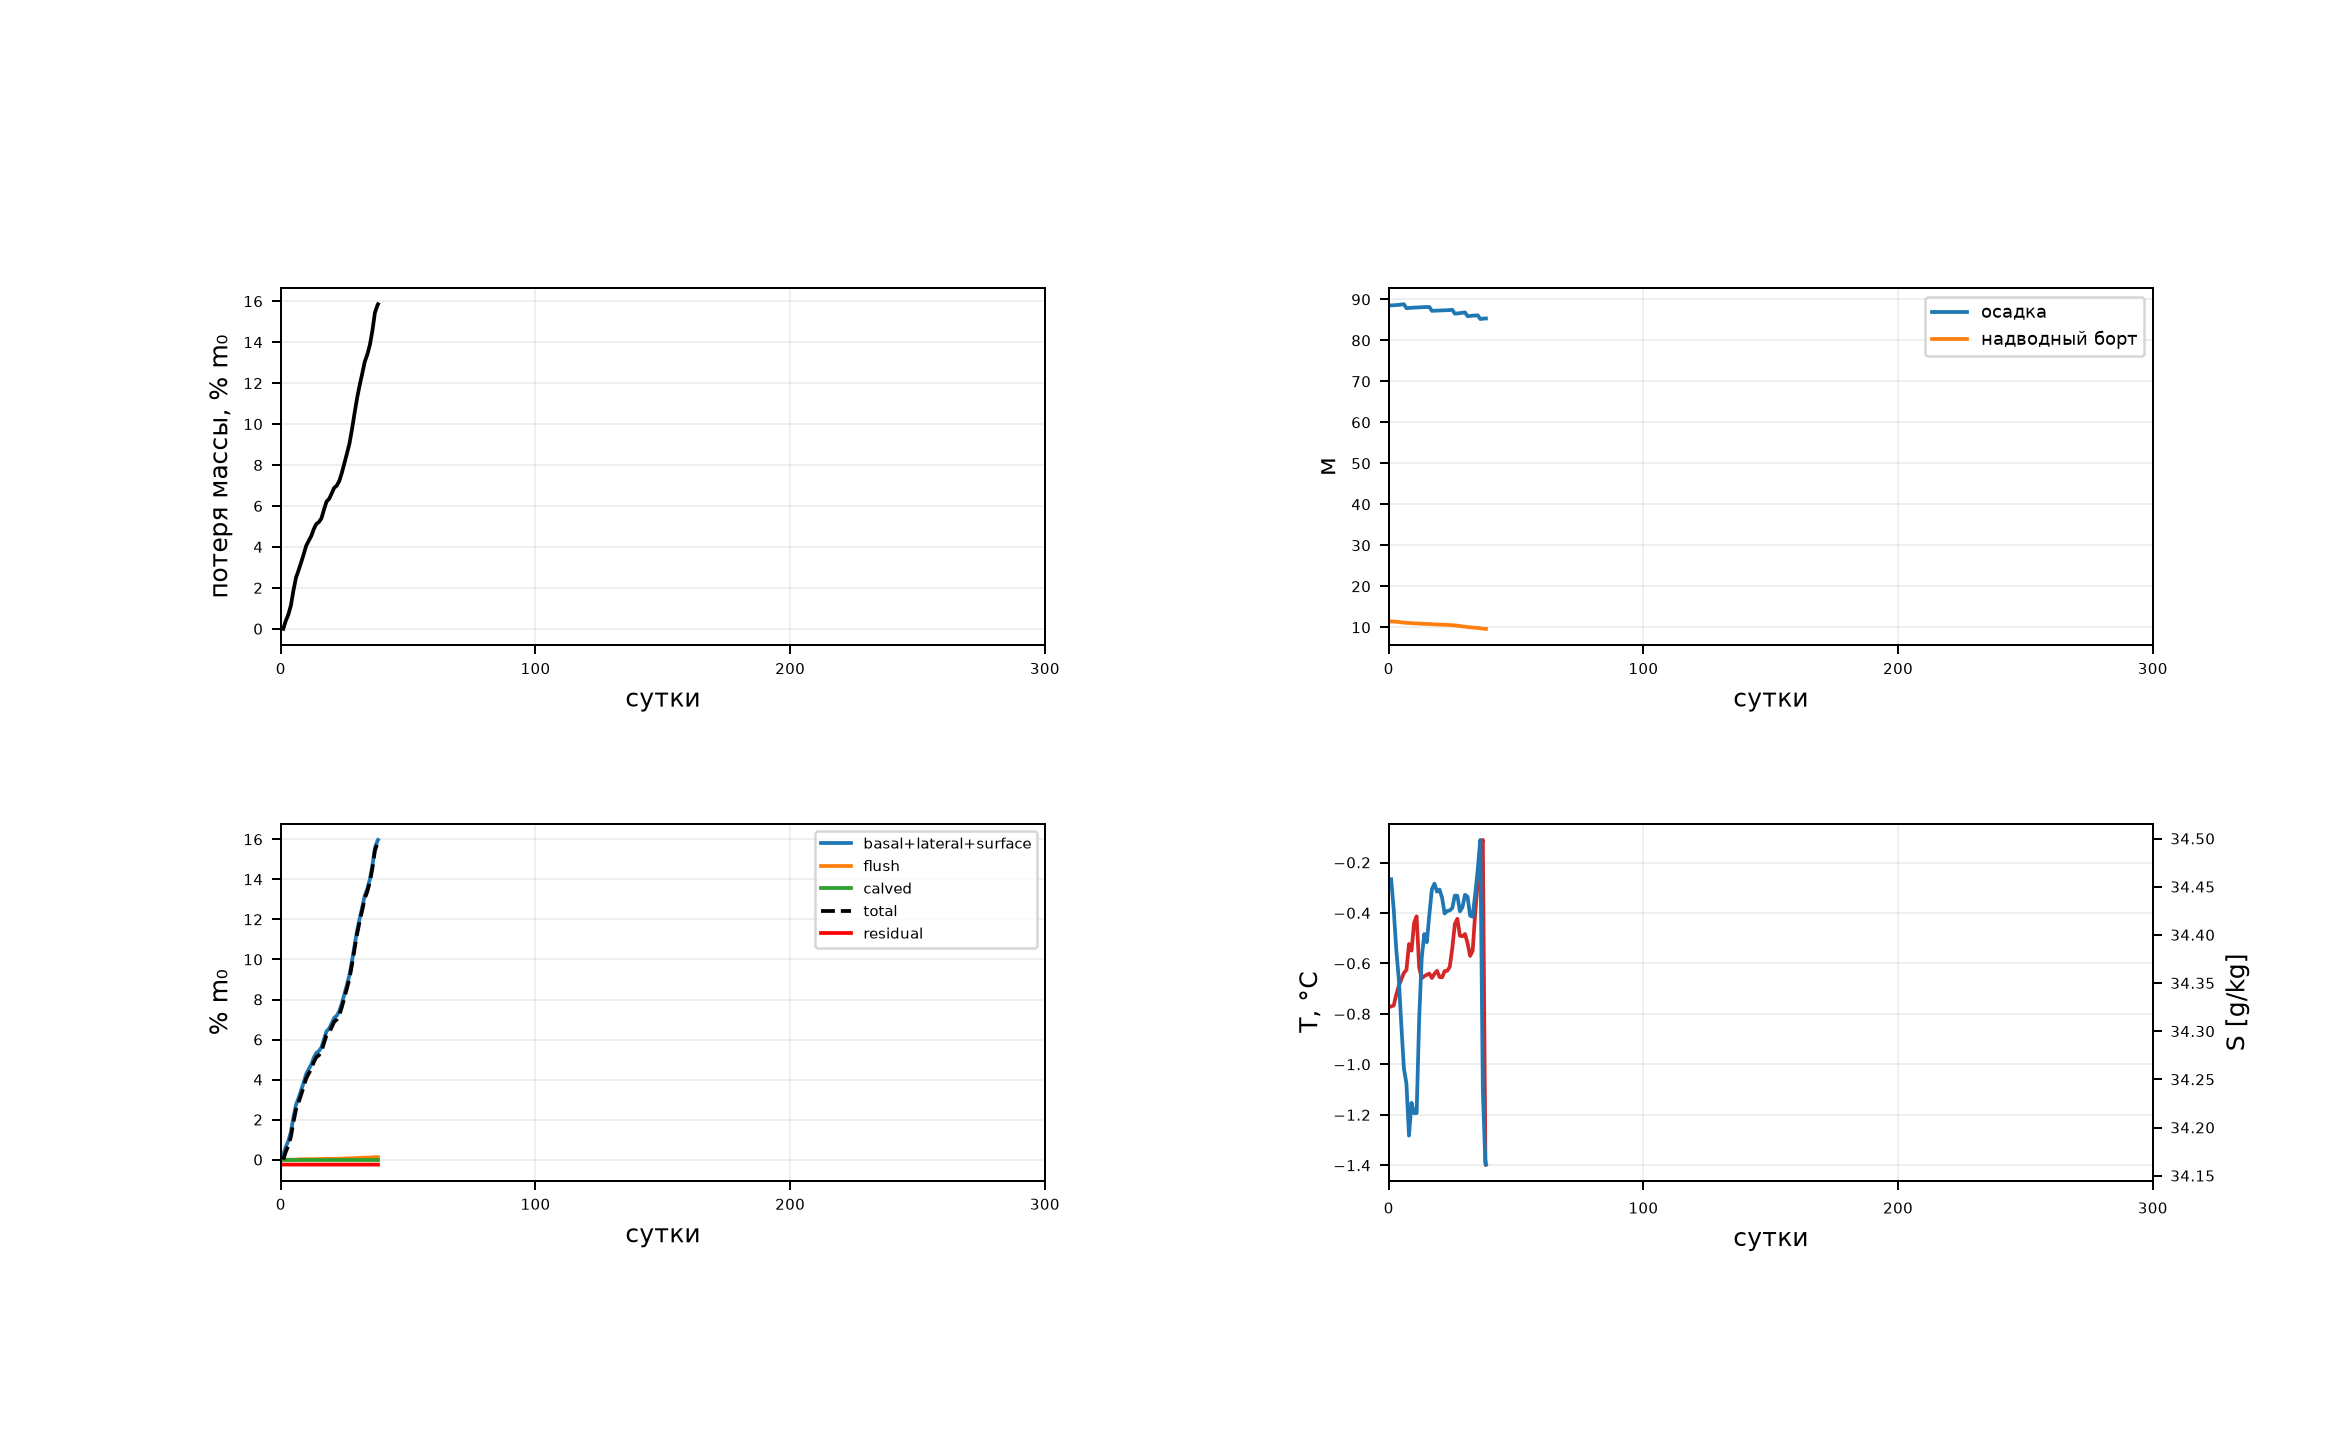 потеря массы, % m₀
16
14
12
10
8
6
4
2
0
0 100 200 300
сутки
м
90
80
70
60
50
40
30
20
10
осадка
надводный борт
0 100 200 300
сутки
% m₀
16
14
12
10
8
6
4
2
0
basal+lateral+surface
flush
calved
total
residual
0 100 200 300
сутки
T, °C
−0.2
−0.4
−0.6
−0.8
−1.0
−1.2
−1.4
34.50
34.45
34.40
34.35
34.30
34.25
34.20
34.15
S [g/kg]
0 100 200 300
сутки